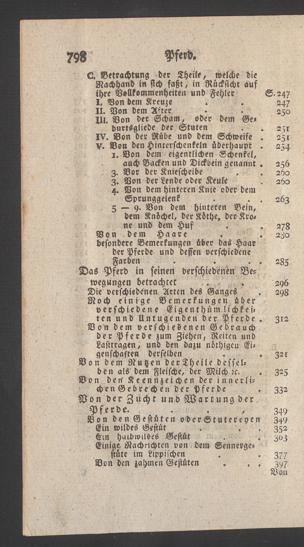 798 Pferd.
C. Betrachtung der Theile, welche die
Nachhand in sich faßt, in Rücksicht auf
ihre Vollkommenheiten und Fehler S. 247
I. Von dem Kreuze . . 247
II. Von dem After . . 250
III. Von der Scham, oder dem Ge-
burtsgliede der Stuten . . 251
IV. Von der Rübe und dem Schweife . 251
V. Von den Hinterschenkeln überhaupt . 254
1. Von dem eigentlichen Schenkel,
auch Backen und Dickbein genannt . 256
2. Vor der Kniescheibe . 260
3. Von der Lende oder Keule . 260
4. Von dem hinteren Knie oder dem
Sprunggelenk . . 263
5 — 9. Von dem hinteren Bein,
dem Knöchel, der Köthe, der Kro-
ne und dem Huf . . 278
Von dem Haare . . 280
besondere Bemerkungen über das Haar
der Pferde und dessen verschiedene
Farben . . 285
Das Pferd in seinen verschiedenen Be-
wegungen betrachtet . . 296
Die verschiedenen Arten des Ganges 298
Noch einige Bemerkungen über
verschiedene Eigenthümlichkei-
ten und Untugenden der Pferde . 312
Von dem verschiedenen Gebrauch
der Pferde zum Ziehen, Reiten und
Lasttragen, und den dazu nöthigen Ei-
genschaften derselben . 321
Von dem Nutzen der Theile dessel-
ben als dem Fleische, der Milch ꝛc. . 325
Von den Kennzeichen der innerli-
chen Gebrechen der Pferde . 332
Von der Zucht und Wartung der
Pferde. . . . 349
Von den Gestüten oder Stutereyen 349
Ein wildes Gestüt . . 352
Ein halbwildes Gestüt . . 303
Einige Nachrichten von dem Sennerge-
stüte im Lippischen . . 377
Von den zahmen Gestüten . . 397
Von